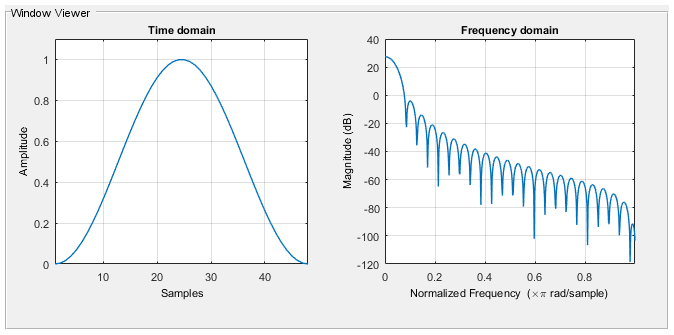 Window Viewer
Time domain
1
0.8
0.6
0.4
0.2
0
Amplitude
10 20 30 40
Samples
Frequency domain
40
20
0
-20
-40
-60
-80
-100
-120
Magnitude (dB)
0 0.2 0.4 0.6 0.8
Normalized Frequency (×π rad/sample)